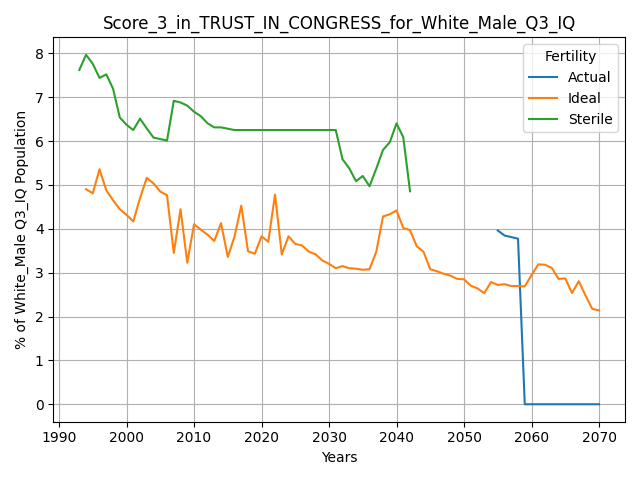 Score_3_in_TRUST_IN_CONGRESS_for_White_Male_Q3_IQ
Fertility
Actual
Ideal
Sterile
% of White_Male Q3_IQ Population
8
7
6
5
4
3
2
1
0
1990 2000 2010 2020 2030 2040 2050 2060 2070
Years